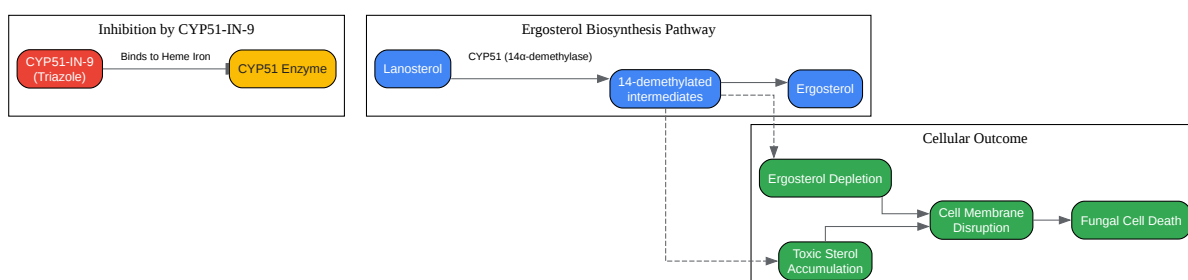 Inhibition by CYP51-IN-9
CYP51-IN-9
(Triazole)
Binds to Heme Iron
CYP51 Enzyme
Ergosterol Biosynthesis Pathway
Lanosterol
CYP51 (14α-demethylase)
14-demethylated
intermediates
Ergosterol
Cellular Outcome
Ergosterol Depletion
Toxic Sterol
Accumulation
Cell Membrane
Disruption
Fungal Cell Death